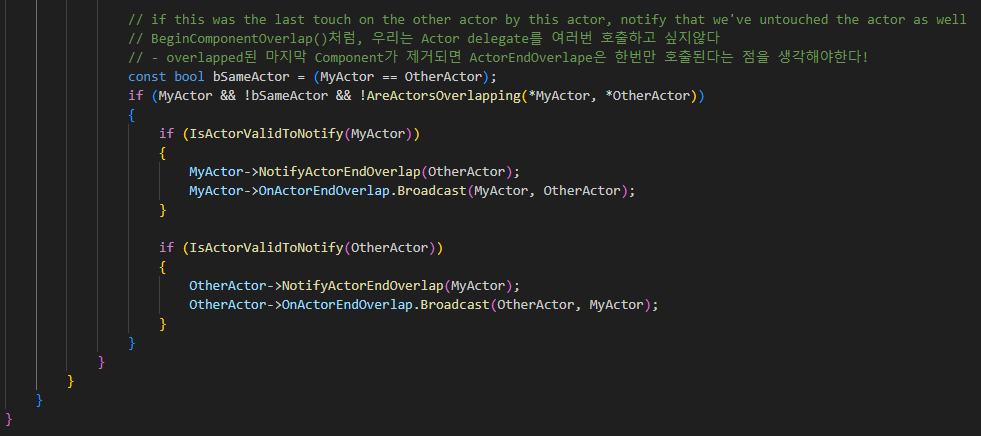 // if this was the last touch on the other actor by this actor, notify that we've untouched the actor as well
// BeginComponentOverlap()처럼, 우리는 Actor delegate를 여러번 호출하고 싶지않다
// - overlapped된 마지막 Component가 제거되면 ActorEndOverlape은 한번만 호출된다는 점을 생각해야한다!
const bool bSameActor = (MyActor == OtherActor);
if (MyActor && !bSameActor && !AreActorsOverlapping(*MyActor, *OtherActor))
{
if (IsActorValidToNotify(MyActor))
{
MyActor->NotifyActorEndOverlap(OtherActor);
MyActor->OnActorEndOverlap.Broadcast(MyActor, OtherActor);
}
if (IsActorValidToNotify(OtherActor))
{
OtherActor->NotifyActorEndOverlap(MyActor);
OtherActor->OnActorEndOverlap.Broadcast(OtherActor, MyActor);
}
}
}
}
}
}